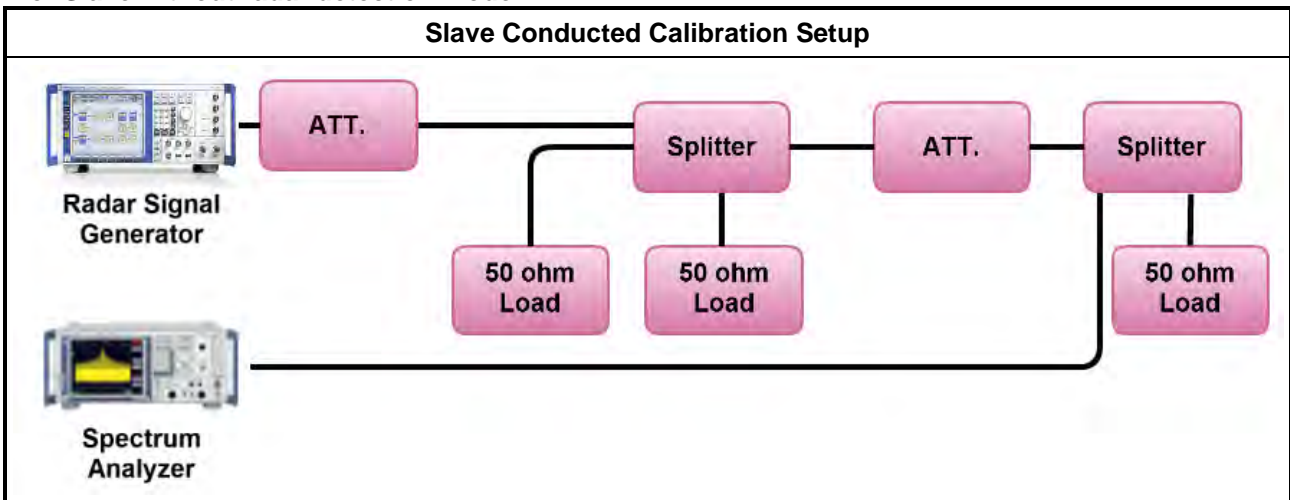 Slave Conducted Calibration Setup
ATT.
Splitter
ATT.
Splitter
Radar Signal
Generator
50 ohm
Load
50 ohm
Load
50 ohm
Load
Spectrum
Analyzer